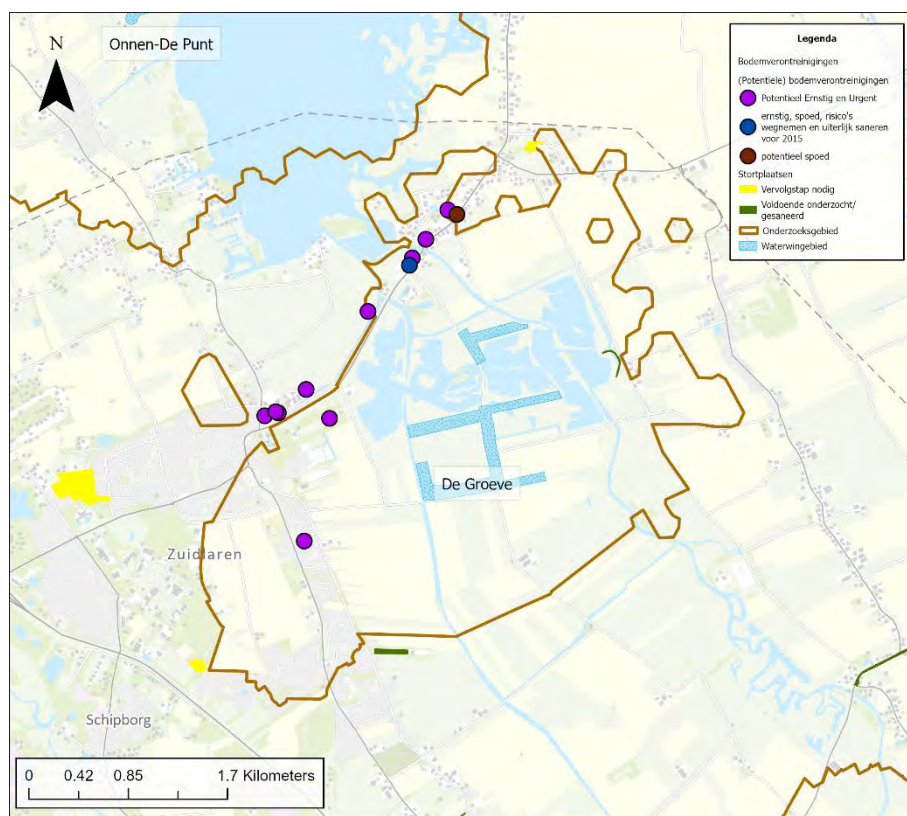 Onnen-De Punt
N
Legenda
Bodemverontreinigingen
(Potentiele) bodemverontreinigingen
Potentieel Ernstig en Urgent
ernstig, spoed, risico's
wegnemen en uiterlijk saneren
voor 2015
potentieel spoed
Stortplaatsen
Vervolgstap nodig
Voldoende onderzocht/
gesaneerd
Onderzoeksgebied
Waterwingebied
De Groeve
Zuidlaren
Schipborg
0 0.42 0.85 1.7 Kilometers